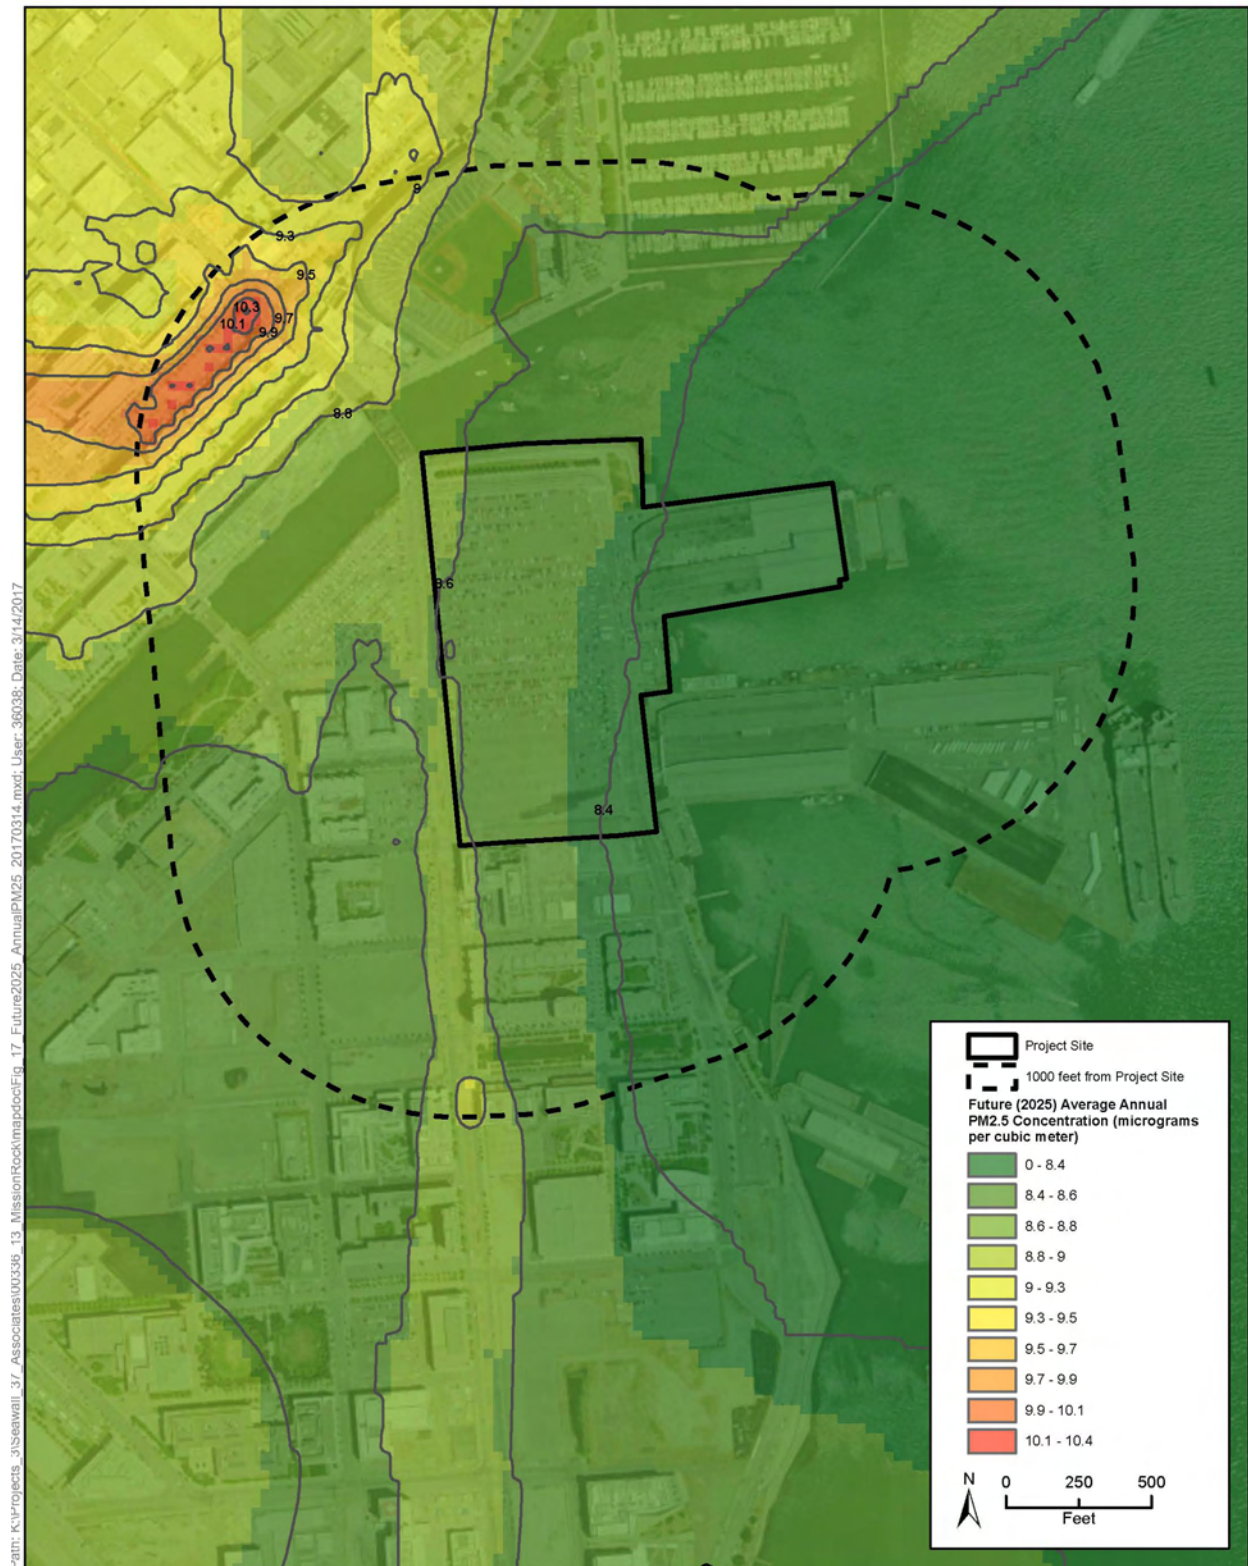 9
9.3
9.5
10.3
9.7
10.1
9.9
8.8
8.6
8.4
Path: K:\Projects_3\Seawall_37_Associates\00336_13_MissionRock\mapdoc\Fig_17_Future2025_AnnualPM25_20170314.mxd; User: 36038; Date: 3/14/2017
Project Site
1000 feet from Project Site
Future (2025) Average Annual
PM2.5 Concentration (micrograms
per cubic meter)
0 - 8.4
8.4 - 8.6
8.6 - 8.8
8.8 - 9
9 - 9.3
9.3 - 9.5
9.5 - 9.7
9.7 - 9.9
9.9 - 10.1
10.1 - 10.4
N
0 250 500
Feet